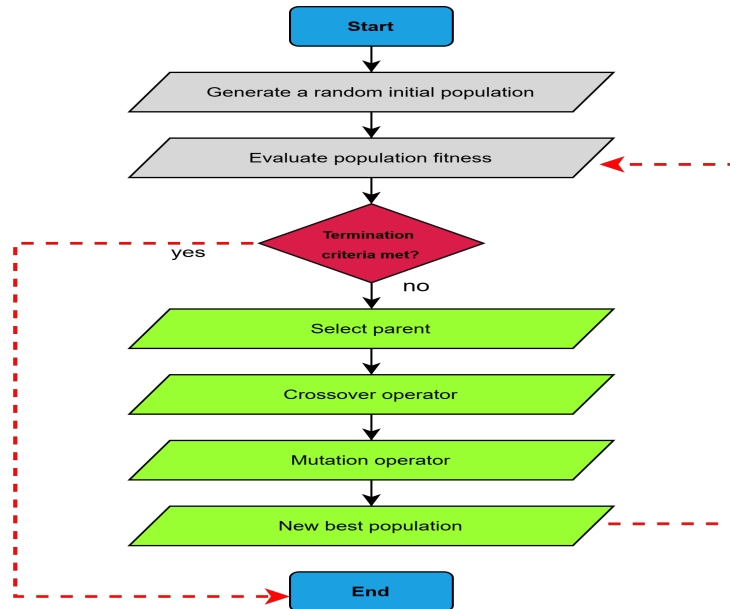 Start
Generate a random initial population
Evaluate population fitness
Termination
criteria met?
yes
no
Select parent
Crossover operator
Mutation operator
New best population
End